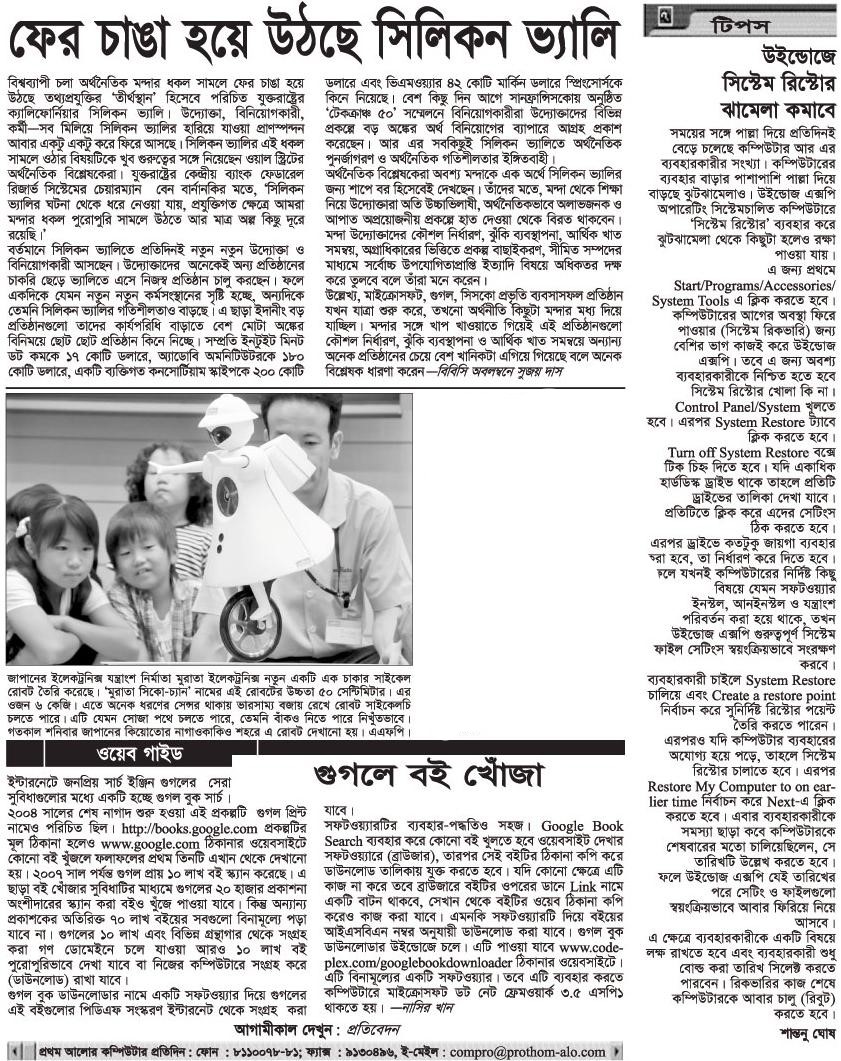 ফের চাঙা হয়ে উঠছে সিলিকন ভ্যালি
বিশ্বব্যাপী চলা অর্থনৈতিক মন্দার ধকল সামলে ফের চাঙা হয়ে
উঠছে তথ্যপ্রযুক্তির ‘তীর্থস্থান’ হিসেবে পরিচিত যুক্তরাষ্ট্রের
ক্যালিফোর্নিয়ার সিলিকন ভ্যালি। উদ্যোক্তা, বিনিয়োগকারী,
কর্মী—সব মিলিয়ে সিলিকন ভ্যালির হারিয়ে যাওয়া প্রাণস্পন্দন
আবার একটু একটু করে ফিরে আসছে। সিলিকন ভ্যালির এই ধকল
সামলে ওঠার বিষয়টিকে খুব গুরুত্বের সঙ্গে নিয়েছেন ওয়াল স্ট্রিটের
অর্থনৈতিক বিশ্লেষকেরা। যুক্তরাষ্ট্রের কেন্দ্রীয় ব্যাংক ফেডারেল
রিজার্ভ সিস্টেমের চেয়ারম্যান বেন বার্নানকির মতে, ‘সিলিকন
ভ্যালির ঘটনা থেকে ধরে নেওয়া যায়, প্রযুক্তিগত ক্ষেত্রে আমরা
মন্দার ধকল পুরোপুরি সামলে উঠতে আর মাত্র অল্প কিছু দূরে
রয়েছি।’
বর্তমানে সিলিকন ভ্যালিতে প্রতিদিনই নতুন নতুন উদ্যোক্তা ও
বিনিয়োগকারী আসছেন। উদ্যোক্তাদের অনেকেই অন্য প্রতিষ্ঠানের
চাকরি ছেড়ে ভ্যালিতে এসে নিজস্ব প্রতিষ্ঠান চালু করছেন। ফলে
একদিকে যেমন নতুন নতুন কর্মসংস্থানের সৃষ্টি হচ্ছে, অন্যদিকে
তেমনি সিলিকন ভ্যালির গতিশীলতাও বাড়ছে। এ ছাড়া ইদানীং বড়
প্রতিষ্ঠানগুলো তাদের কার্যপরিধি বাড়াতে বেশ মোটা অঙ্কের
বিনিময়ে ছোট ছোট প্রতিষ্ঠান কিনে নিচ্ছে। সম্প্রতি ইনটুইট মিনট
ডট কমকে ১৭ কোটি ডলারে, অ্যাডোবি অমনিটিউরকে ১৮০
কোটি ডলারে, একটি ব্যক্তিগত কনসোর্টিয়াম স্কাইপকে ২০০ কোটি
ডলারে এবং ভিএমওয়্যার ৪২ কোটি মার্কিন ডলারে স্প্রিংসোর্সকে
কিনে নিয়েছে। বেশ কিছু দিন আগে সানফ্রান্সিসকোয় অনুষ্ঠিত
‘টেকক্রাঞ্চ ৫০’ সম্মেলনে বিনিয়োগকারীরা উদ্যোক্তাদের বিভিন্ন
প্রকল্পে বড় অঙ্কের অর্থ বিনিয়োগের ব্যাপারে আগ্রহ প্রকাশ
করেছেন। আর এর সবকিছুই সিলিকন ভ্যালিতে অর্থনৈতিক
পুনর্জাগরণ ও অর্থনৈতিক গতিশীলতার ইঙ্গিতবাহী।
অর্থনৈতিক বিশ্লেষকেরা অবশ্য মন্দাকে এক অর্থে সিলিকন ভ্যালির
জন্য শাপে বর হিসেবেই দেখছেন। তাঁদের মতে, মন্দা থেকে শিক্ষা
নিয়ে উদ্যোক্তারা অতি উচ্চাভিলাষী, অর্থনৈতিকভাবে অলাভজনক ও
আপাত অপ্রয়োজনীয় প্রকল্পে হাত দেওয়া থেকে বিরত থাকবেন।
মন্দা উদ্যোক্তাদের কৌশল নির্ধারণ, ঝুঁকি ব্যবস্থাপনা, আর্থিক খাত
সমন্বয়, অগ্রাধিকারের ভিত্তিতে প্রকল্প বাছাইকরণ, সীমিত সম্পদের
মাধ্যমে সর্বোচ্চ উপযোগিতাপ্রাপ্তি ইত্যাদি বিষয়ে অধিকতর দক্ষ
করে তুলবে বলে তাঁরা মনে করেন।
উল্লেখ্য, মাইক্রোসফট, গুগল, সিসকো প্রভৃতি ব্যবসাসফল প্রতিষ্ঠান
যখন যাত্রা শুরু করে, তখনো অর্থনীতি কিছুটা মন্দার মধ্য দিয়ে
যাচ্ছিল। মন্দার সঙ্গে খাপ খাওয়াতে গিয়েই এই প্রতিষ্ঠানগুলো
কৌশল নির্ধারণ, ঝুঁকি ব্যবস্থাপনা ও আর্থিক খাত সমন্বয়ে অন্যান্য
অনেক প্রতিষ্ঠানের চেয়ে বেশ খানিকটা এগিয়ে গিয়েছে বলে অনেক
বিশ্লেষক ধারণা করেন —বিবিসি অবলম্বনে সুজয় দাস
জাপানের ইলেকট্রনিক্স যন্ত্রাংশ নির্মাতা মুরাতা ইলেকট্রনিক্স নতুন একটি এক চাকার সাইকেল
রোবট তৈরি করেছে। ‘মুরাতা সিকো-চ্যান’ নামের এই রোবটের উচ্চতা ৫০ সেন্টিমিটার। এর
ওজন ৬ কেজি। এতে অনেক ধরণের সেন্সর থাকায় ভারসাম্য বজায় রেখে রোবট সাইকেলটি
চলতে পারে। এটি যেমন সোজা পথে চলতে পারে, তেমনি বাঁকও নিতে পারে নিখুঁতভাবে।
গতকাল শনিবার জাপানের কিয়োতোর নাগাওকাকিও শহরে এ রোবট দেখানো হয়। এএফপি।
ওয়েব গাইড
গুগলে বই খোঁজা
ইন্টারনেটে জনপ্রিয় সার্চ ইঞ্জিন গুগলের সেরা
সুবিধাগুলোর মধ্যে একটি হচ্ছে গুগল বুক সার্চ।
২০০৪ সালের শেষ নাগাদ শুরু হওয়া এই প্রকল্পটি গুগল প্রিন্ট
নামেও পরিচিত ছিল। http://books.google.com প্রকল্পটির
মূল ঠিকানা হলেও www.google.com ঠিকানার ওয়েবসাইটে
কোনো বই খুঁজলে ফলাফলের প্রথম তিনটি এখান থেকে দেখানো
হয়। ২০০৭ সাল পর্যন্ত গুগল প্রায় ১০ লাখ বই স্ক্যান করেছে। এ
ছাড়া বই খোঁজার সুবিধাটির মাধ্যমে গুগলের ২০ হাজার প্রকাশনা
অংশীদারের স্ক্যান করা বইও খুঁজে পাওয়া যাবে। কিন্তু অন্যান্য
প্রকাশকের অতিরিক্ত ৭০ লাখ বইয়ের সবগুলো বিনামূল্যে পড়া
যাবে না। গুগলের ১০ লাখ এবং বিভিন্ন গ্রন্থাগার থেকে সংগ্রহ
করা গণ ডোমেইনে চলে যাওয়া আরও ১০ লাখ বই
পুরোপুরিভাবে দেখা যাবে বা নিজের কম্পিউটারে সংগ্রহ করে
(ডাউনলোড) রাখা যাবে।
গুগল বুক ডাউনলোডার নামে একটি সফটওয়্যার দিয়ে গুগলের
এই বইগুলোর পিডিএফ সংস্করণ ইন্টারনেট থেকে সংগ্রহ করা
যাবে।
সফটওয়্যারটির ব্যবহার-পদ্ধতিও সহজ। Google Book
Search ব্যবহার করে কোনো বই খুলতে হবে ওয়েবসাইট দেখার
সফটওয়্যারে (ব্রাউজার), তারপর সেই বইটির ঠিকানা কপি করে
ডাউনলোড তালিকায় যুক্ত করতে হবে। যদি কোনো ক্ষেত্রে এটি
কাজ না করে তবে ব্রাউজারে বইটির ওপরের ডানে Link নামে
একটি বাটন থাকবে, সেখান থেকে বইটির ওয়েব ঠিকানা কপি
করেও কাজ করা যাবে। এমনকি সফটওয়্যারটি দিয়ে বইয়ের
আইএসবিএন নম্বর অনুযায়ী ডাউনলোড করা যাবে। গুগল বুক
ডাউনলোডার উইন্ডোজে চলে। এটি পাওয়া যাবে www.code-
plex.com/googlebookdownloader ঠিকানার ওয়েবসাইটে।
এটি বিনামূল্যের একটি সফটওয়্যার। তবে এটি ব্যবহার করতে
কম্পিউটারে মাইক্রোসফট ডট নেট ফ্রেমওয়ার্ক ৩.৫ এসপি১
থাকতে হয়। —নাসির খান
আগামীকাল দেখুন : প্রতিবেদন
প্রথম আলোর কম্পিউটার প্রতিদিন : ফোন : ৮১১০০৭৮-৮১; ফ্যাক্স : ৯১৩০৪৯৬, ই-মেইল : compro@prothom-alo.com
টিপস
উইন্ডোজে
সিস্টেম রিস্টোর
ঝামেলা কমাবে
সময়ের সঙ্গে পাল্লা দিয়ে প্রতিদিনই
বেড়ে চলেছে কম্পিউটার আর এর
ব্যবহারকারীর সংখ্যা। কম্পিউটারের
ব্যবহার বাড়ার পাশাপাশি পাল্লা দিয়ে
বাড়ছে ঝুটঝামেলাও। উইন্ডোজ এক্সপি
অপারেটিং সিস্টেমচালিত কম্পিউটারে
‘সিস্টেম রিস্টোর’ ব্যবহার করে
ঝুটঝামেলা থেকে কিছুটা হলেও রক্ষা
পাওয়া যায়।
এ জন্য প্রথমে
Start/Programs/Accessories/
System Tools এ ক্লিক করতে হবে।
কম্পিউটারের আগের অবস্থা ফিরে
পাওয়ার (সিস্টেম রিকভারি) জন্য
বেশির ভাগ কাজই করে উইন্ডোজ
এক্সপি। তবে এ জন্য অবশ্য
ব্যবহারকারীকে নিশ্চিত হতে হবে
সিস্টেম রিস্টোর খোলা কি না।
Control Panel/System খুলতে
হবে। এরপর System Restore ট্যাবে
ক্লিক করতে হবে।
Turn off System Restore বক্সে
টিক চিহ্ন দিতে হবে। যদি একাধিক
হার্ডডিস্ক ড্রাইভ থাকে তাহলে প্রতিটি
ড্রাইভের তালিকা দেখা যাবে।
প্রতিটিতে ক্লিক করে এদের সেটিংস
ঠিক করতে হবে।
এরপর ড্রাইভে কতটুকু জায়গা ব্যবহার
করা হবে, তা নির্ধারণ করে দিতে হবে।
ফলে যখনই কম্পিউটারের নির্দিষ্ট কিছু
বিষয়ে যেমন সফটওয়্যার
ইনস্টল, আনইনস্টল ও যন্ত্রাংশ
পরিবর্তন করা হয়ে থাকে, তখন
উইন্ডোজ এক্সপি গুরুত্বপূর্ণ সিস্টেম
ফাইল সেটিংস স্বয়ংক্রিয়ভাবে সংরক্ষণ
করবে।
ব্যবহারকারী চাইলে System Restore
চালিয়ে এবং Create a restore point
নির্বাচন করে সুনির্দিষ্ট রিস্টোর পয়েন্ট
তৈরি করতে পারেন।
এরপরও যদি কম্পিউটার ব্যবহারের
অযোগ্য হয়ে পড়ে, তাহলে সিস্টেম
রিস্টোর চালাতে হবে। এরপর
Restore My Computer to on ear-
lier time নির্বাচন করে Next-এ ক্লিক
করতে হবে। এবার ব্যবহারকারীকে
সমস্যা ছাড়া কবে কম্পিউটারকে
শেষবারের মতো চালিয়েছিলেন, সে
তারিখটি উল্লেখ করতে হবে।
ফলে উইন্ডোজ এক্সপি যেই তারিখের
পরে সেটিং ও ফাইলগুলো
স্বয়ংক্রিয়ভাবে আবার ফিরিয়ে নিয়ে
আসবে।
এ ক্ষেত্রে ব্যবহারকারীকে একটি বিষয়ে
লক্ষ রাখতে হবে এবং ব্যবহারকারী শুধু
বোল্ড করা তারিখ সিলেক্ট করতে
পারবেন। রিকভারির কাজ শেষে
কম্পিউটারকে আবার চালু (রিবুট)
করতে হবে।
শান্তনু ঘোষ